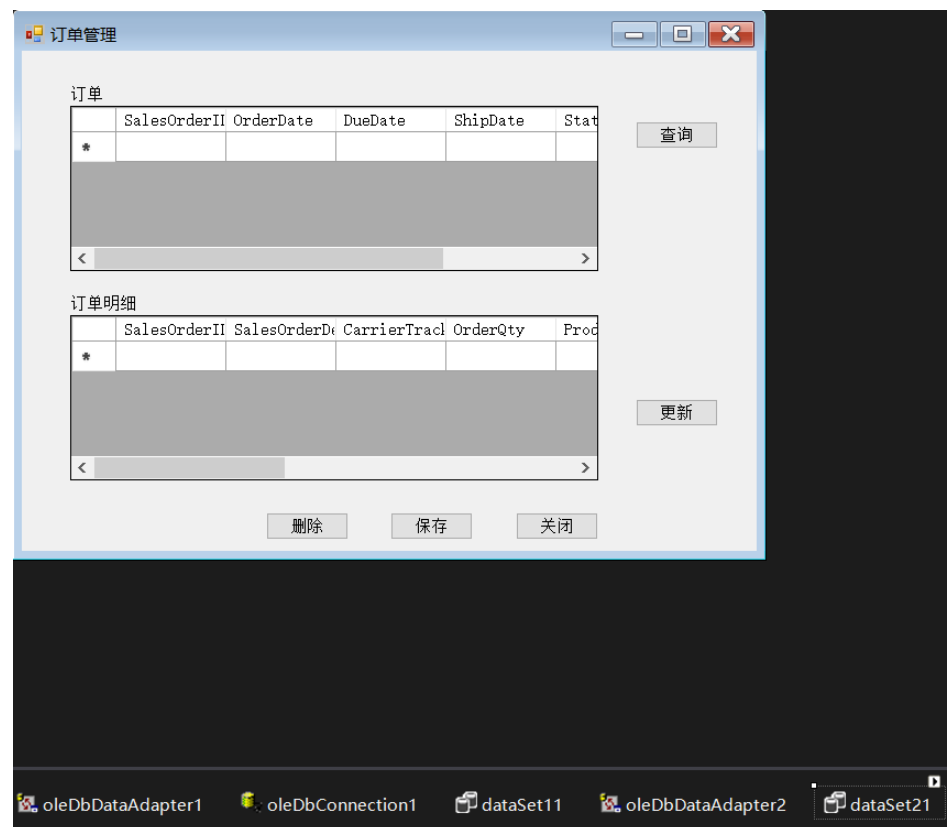 订单管理
订单
SalesOrderII OrderDate DueDate ShipDate Stat
查询
*
订单明细
SalesOrderII SalesOrderDe CarrierTrack OrderQty Prod
*
更新
删除 保存 关闭
oleDbDataAdapter1 oleDbConnection1 dataSet11 oleDbDataAdapter2 dataSet21